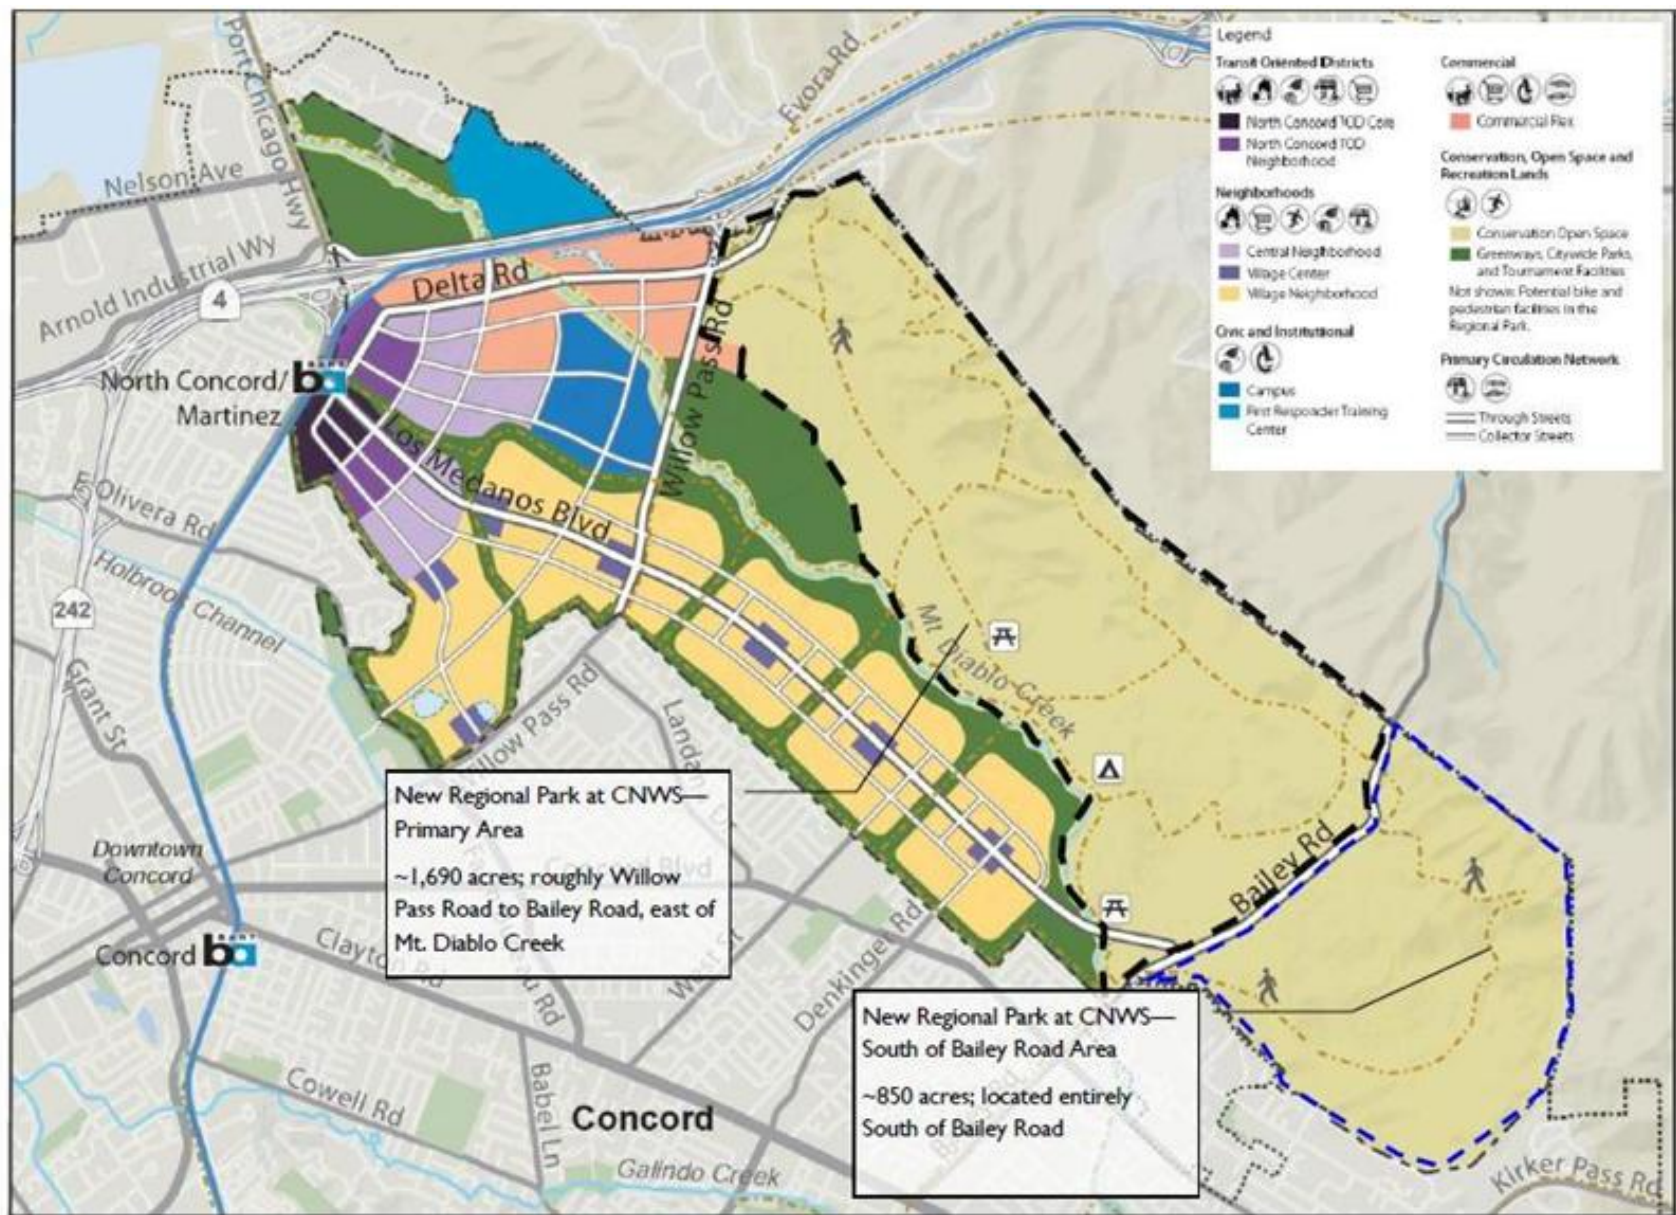 Legend
Transit Oriented Districts
North Concord TOD Core
North Concord TOD
Neighborhood
Neighborhoods
Central Neighborhood
Village Center
Village Neighborhood
Civic and Institutional
Campus
First Responder Training
Center
Commercial
Commercial Flex
Conservation, Open Space and
Recreation Lands
Conservation Open Space
Greenways, Citywide Parks,
and Tournament Facilities
Not shown: Potential bike and
pedestrian facilities in the
Regional Park.
Primary Circulation Network
Through Streets
Collector Streets
Port Chicago Hwy
Evora Rd
Nelson Ave
Arnold Industrial Wy
4
Delta Rd
Willow Pass Rd
North Concord/
Martinez
BART
ba
Los Medanos Blvd
Olivera Rd
Holbrook Channel
242
Grant St
Mt Diablo Creek
Willow Pass Rd
Landana Dr
New Regional Park at CNWS—
Primary Area
~1,690 acres; roughly Willow
Pass Road to Bailey Road, east of
Mt. Diablo Creek
Concord Blvd
Downtown
Concord
Bailey Rd
Concord
BART
ba
Clayton Rd
West St
Denkinger Rd
New Regional Park at CNWS—
South of Bailey Road Area
~850 acres; located entirely
South of Bailey Road
Cowell Rd
Babel Ln
Concord
Galindo Creek
Kirker Pass Rd